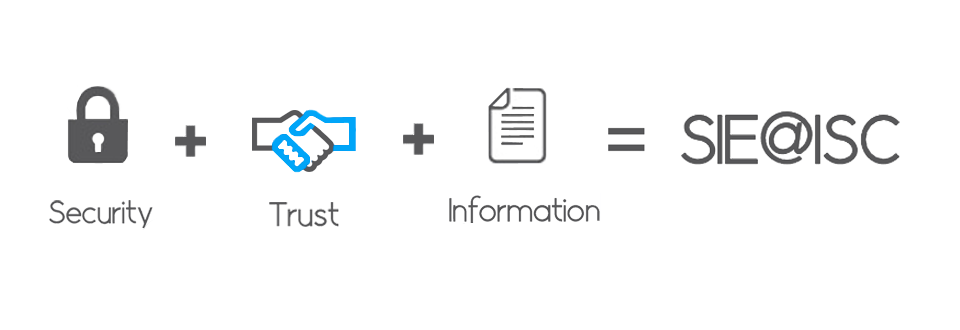 Security + Trust + Information = SIE@ISC